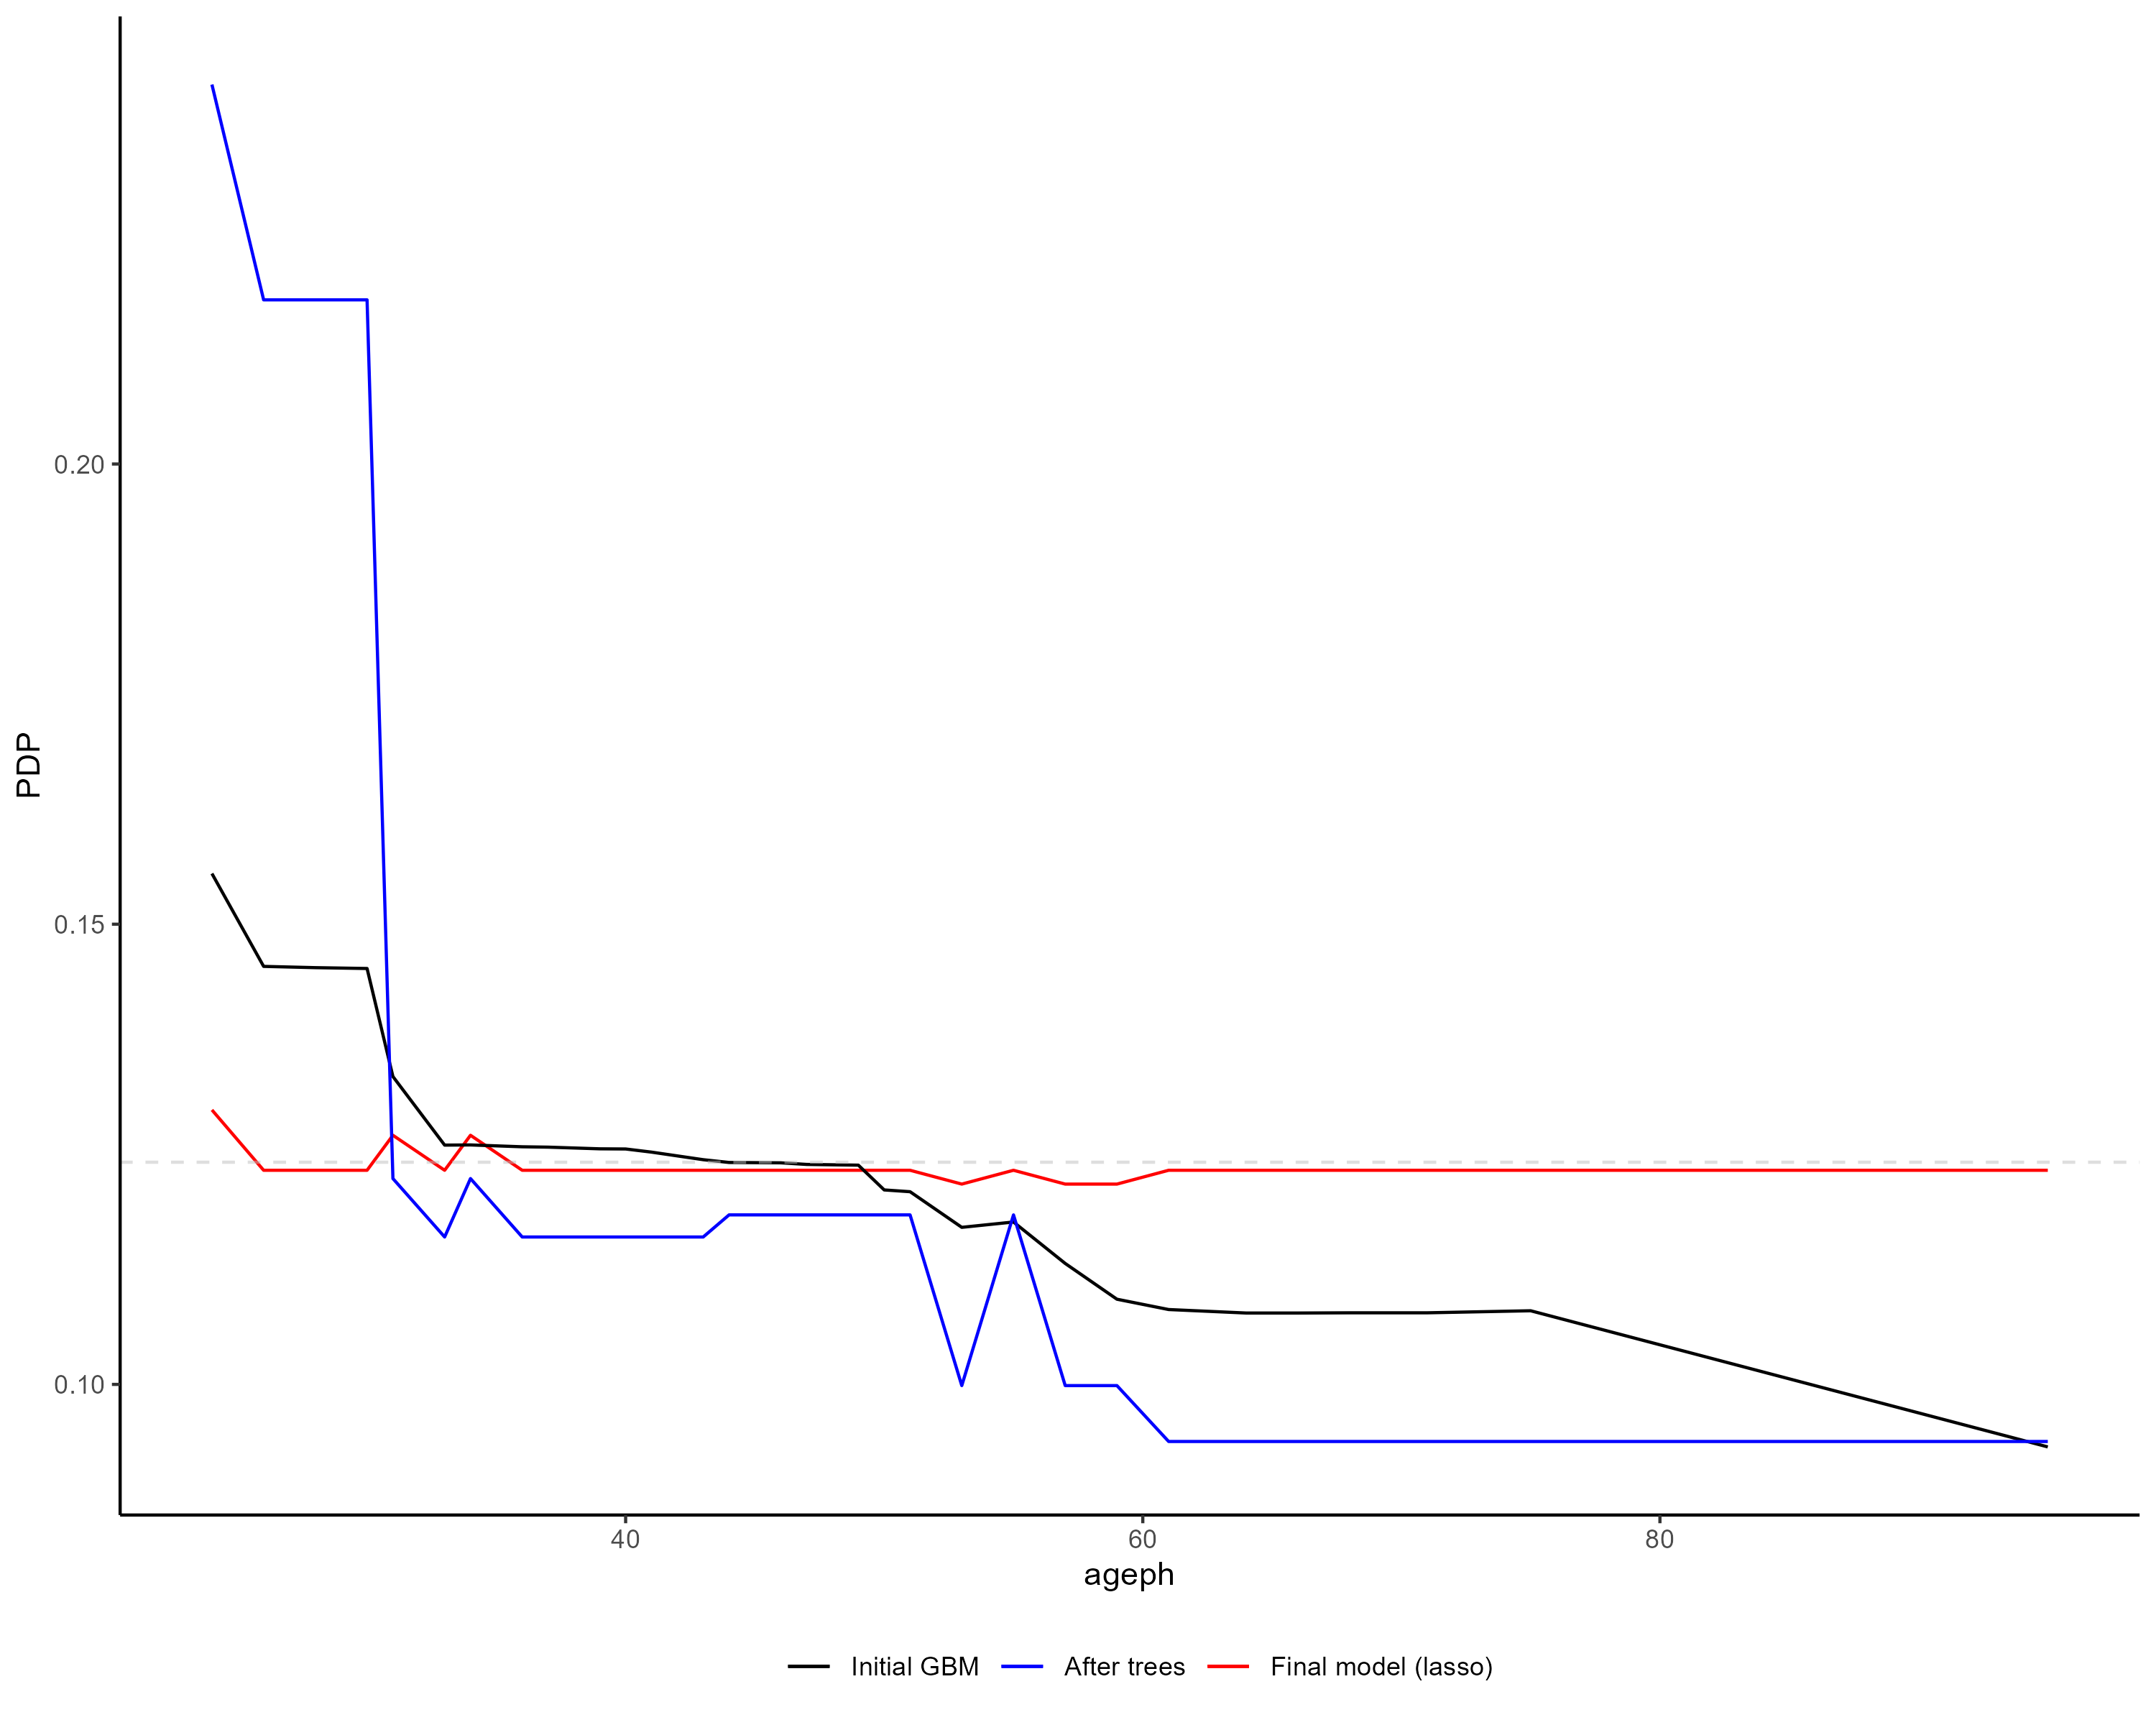 PDP
0.20
0.15
0.10
40 60 80
ageph
Initial GBM After trees Final model (lasso)